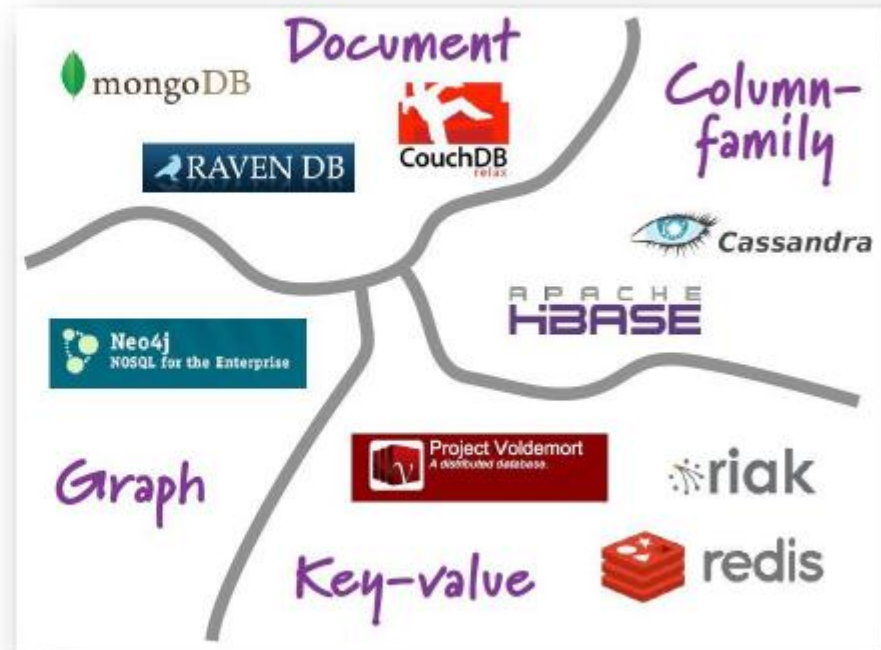 Document
mongoDB
RAVEN DB
CouchDB
relax
Column-
family
Cassandra
APACHE
HBASE
Neo4j
NOSQL for the Enterprise
Graph
Project Voldemort
A distributed database.
riak
redis
Key-value